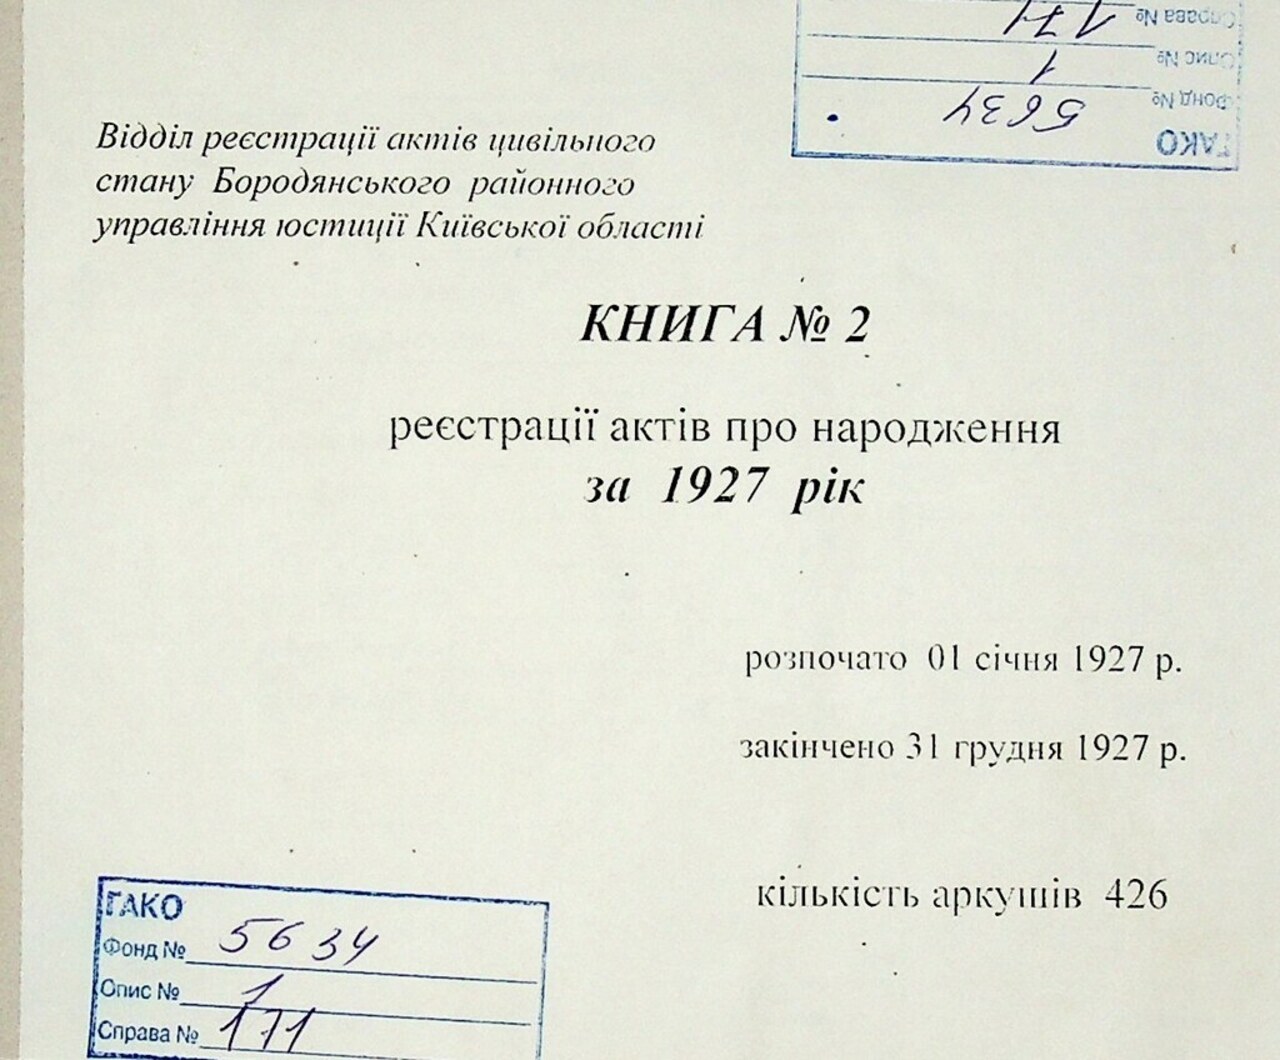 Справа № 171
Опис № 1
Фонд № 5634
ГАКО
Відділ реєстрації актів цивільного
стану Бородянського районного
управління юстиції Київської області
КНИГА № 2
реєстрації актів про народження
за 1927 рік
розпочато 01 січня 1927 р.
закінчено 31 грудня 1927 р.
кількість аркушів 426
ГАКО
Фонд № 5634
Опис № 1
Справа № 171